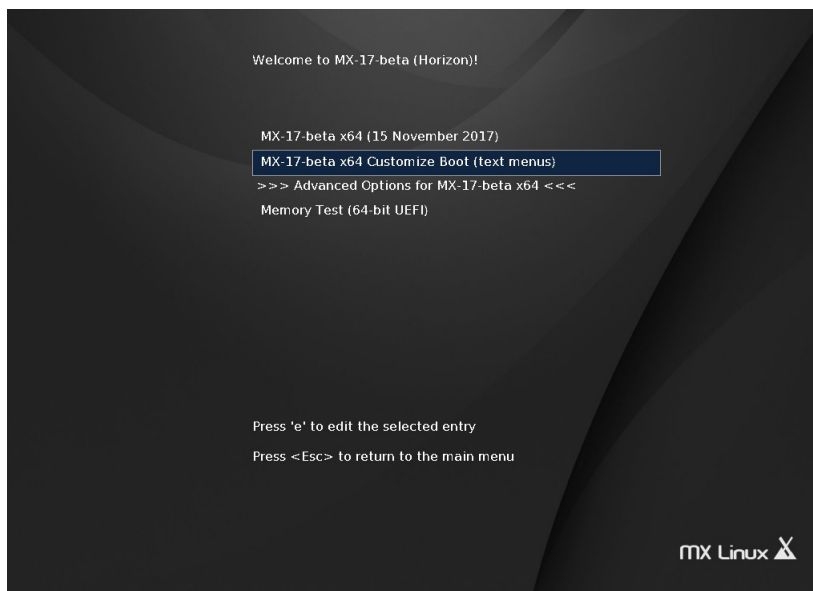 Welcome to MX-17-beta (Horizon)!
MX-17-beta x64 (15 November 2017)
MX-17-beta x64 Customize Boot (text menus)
>>> Advanced Options for MX-17-beta x64 <<<
Memory Test (64-bit UEFI)
Press 'e' to edit the selected entry
Press <Esc> to return to the main menu
MX Linux